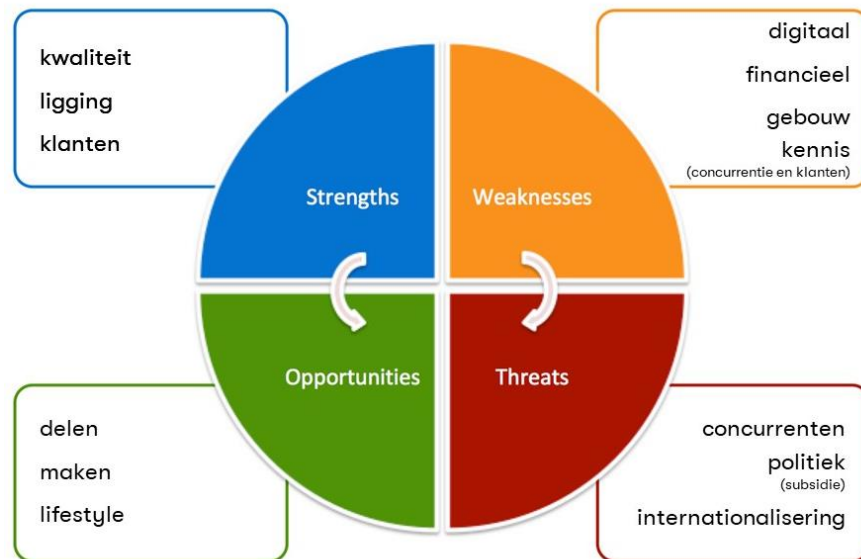 kwaliteit
ligging
klanten
digitaal
financieel
gebouw
kennis
(concurrentie en klanten)
Strengths
Weaknesses
Opportunities
Threats
delen
maken
lifestyle
concurrenten
politiek
(subsidie)
internationalisering